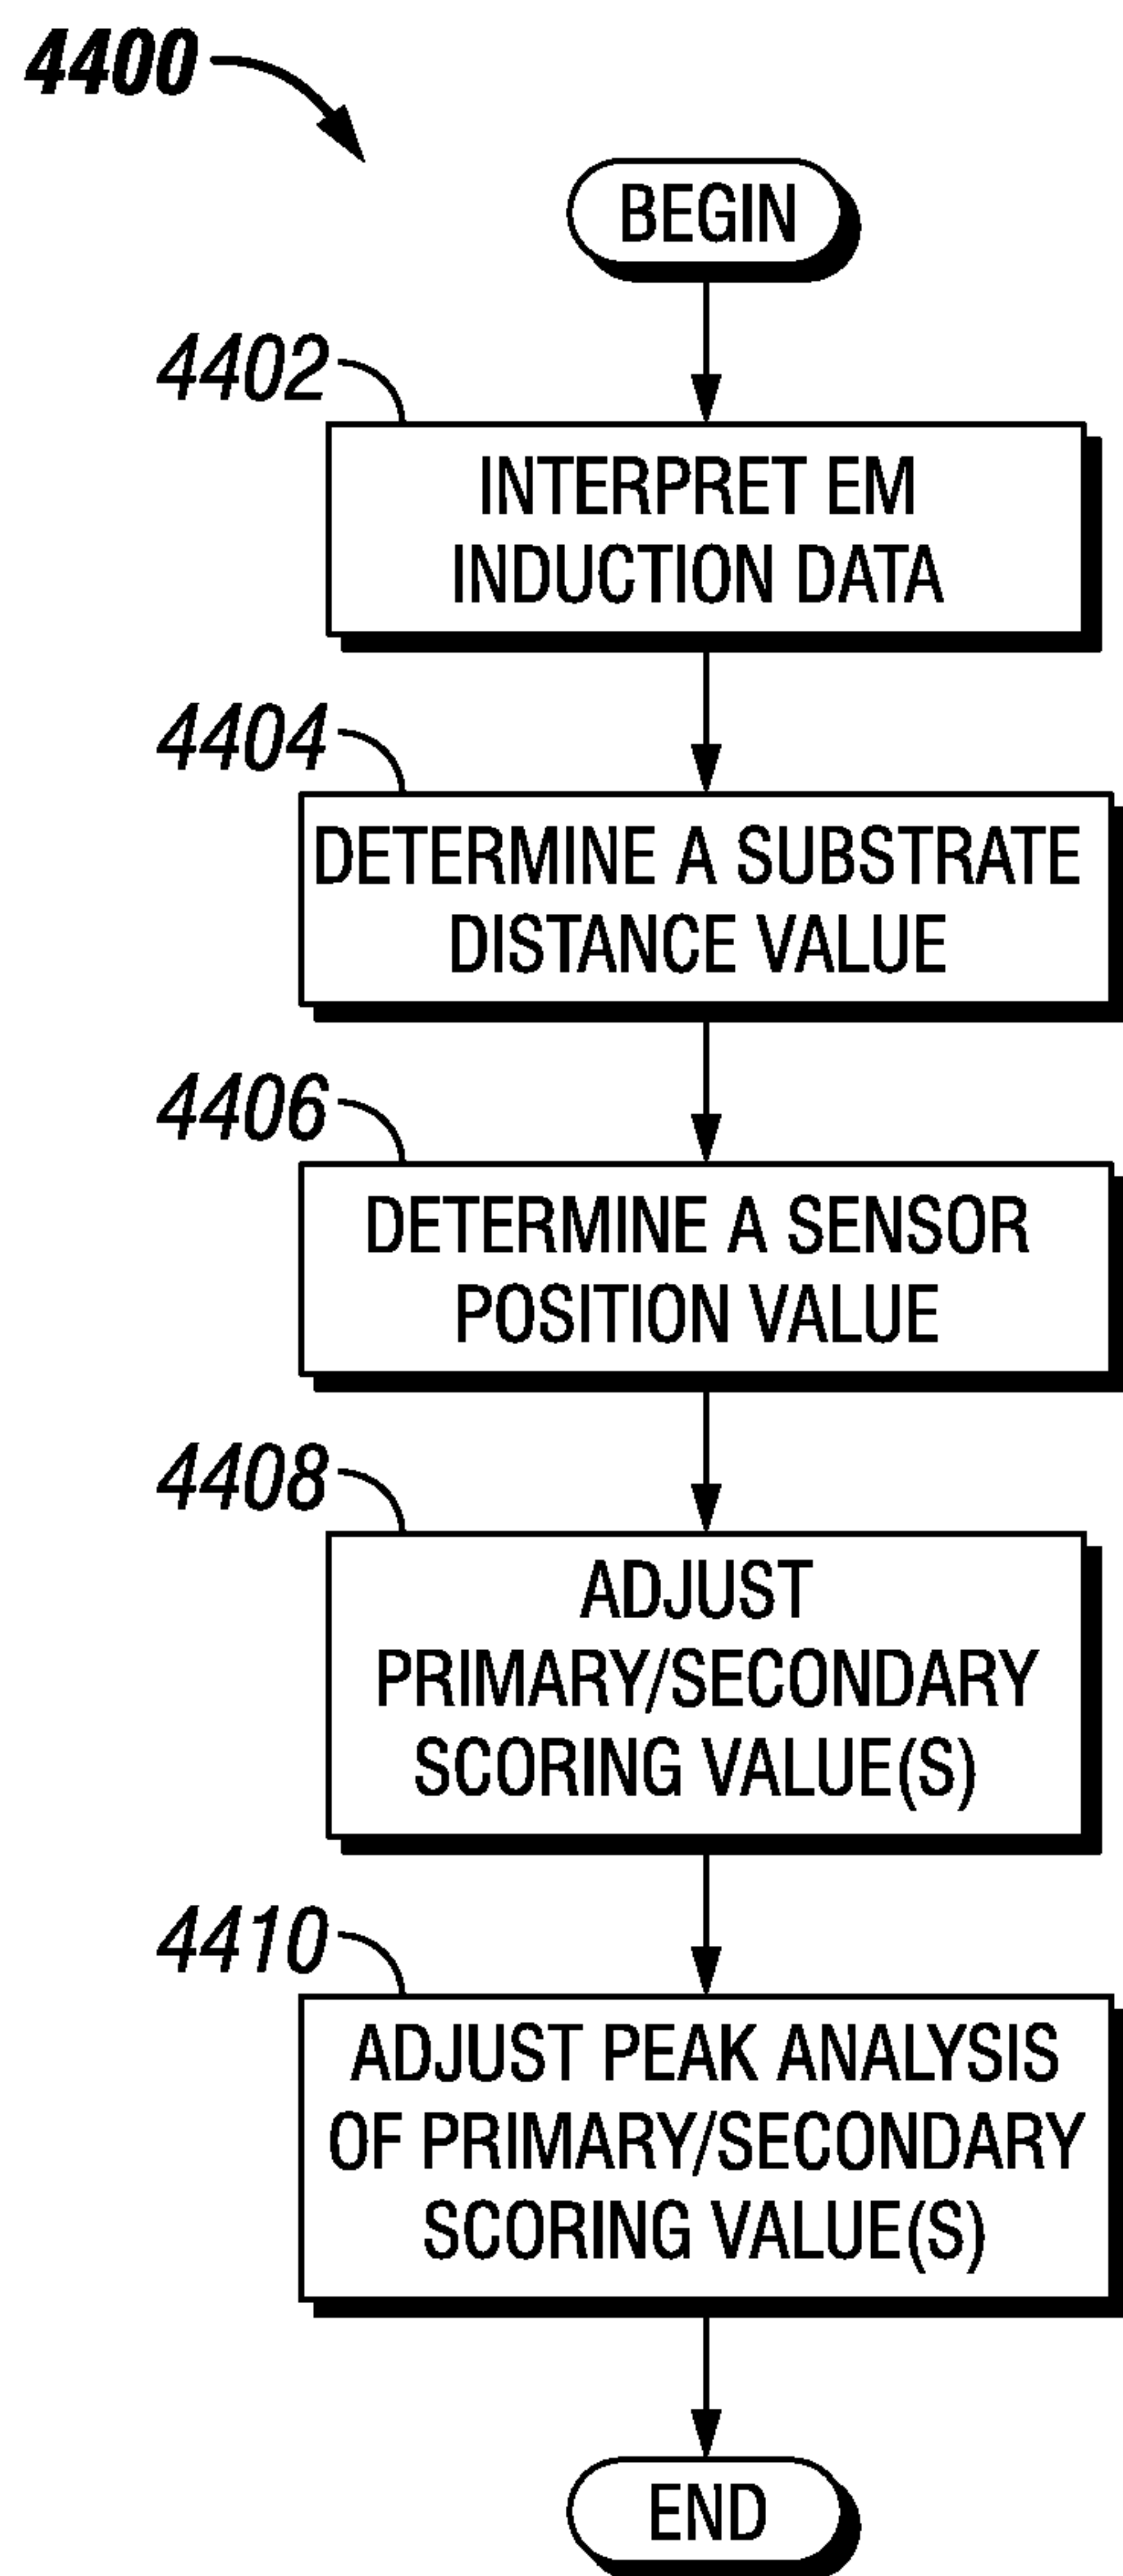 4400
BEGIN
4402
INTERPRET EM
INDUCTION DATA
4404
DETERMINE A SUBSTRATE
DISTANCE VALUE
4406
DETERMINE A SENSOR
POSITION VALUE
4408
ADJUST
PRIMARY/SECONDARY
SCORING VALUE(S)
4410
ADJUST PEAK ANALYSIS
OF PRIMARY/SECONDARY
SCORING VALUE(S)
END